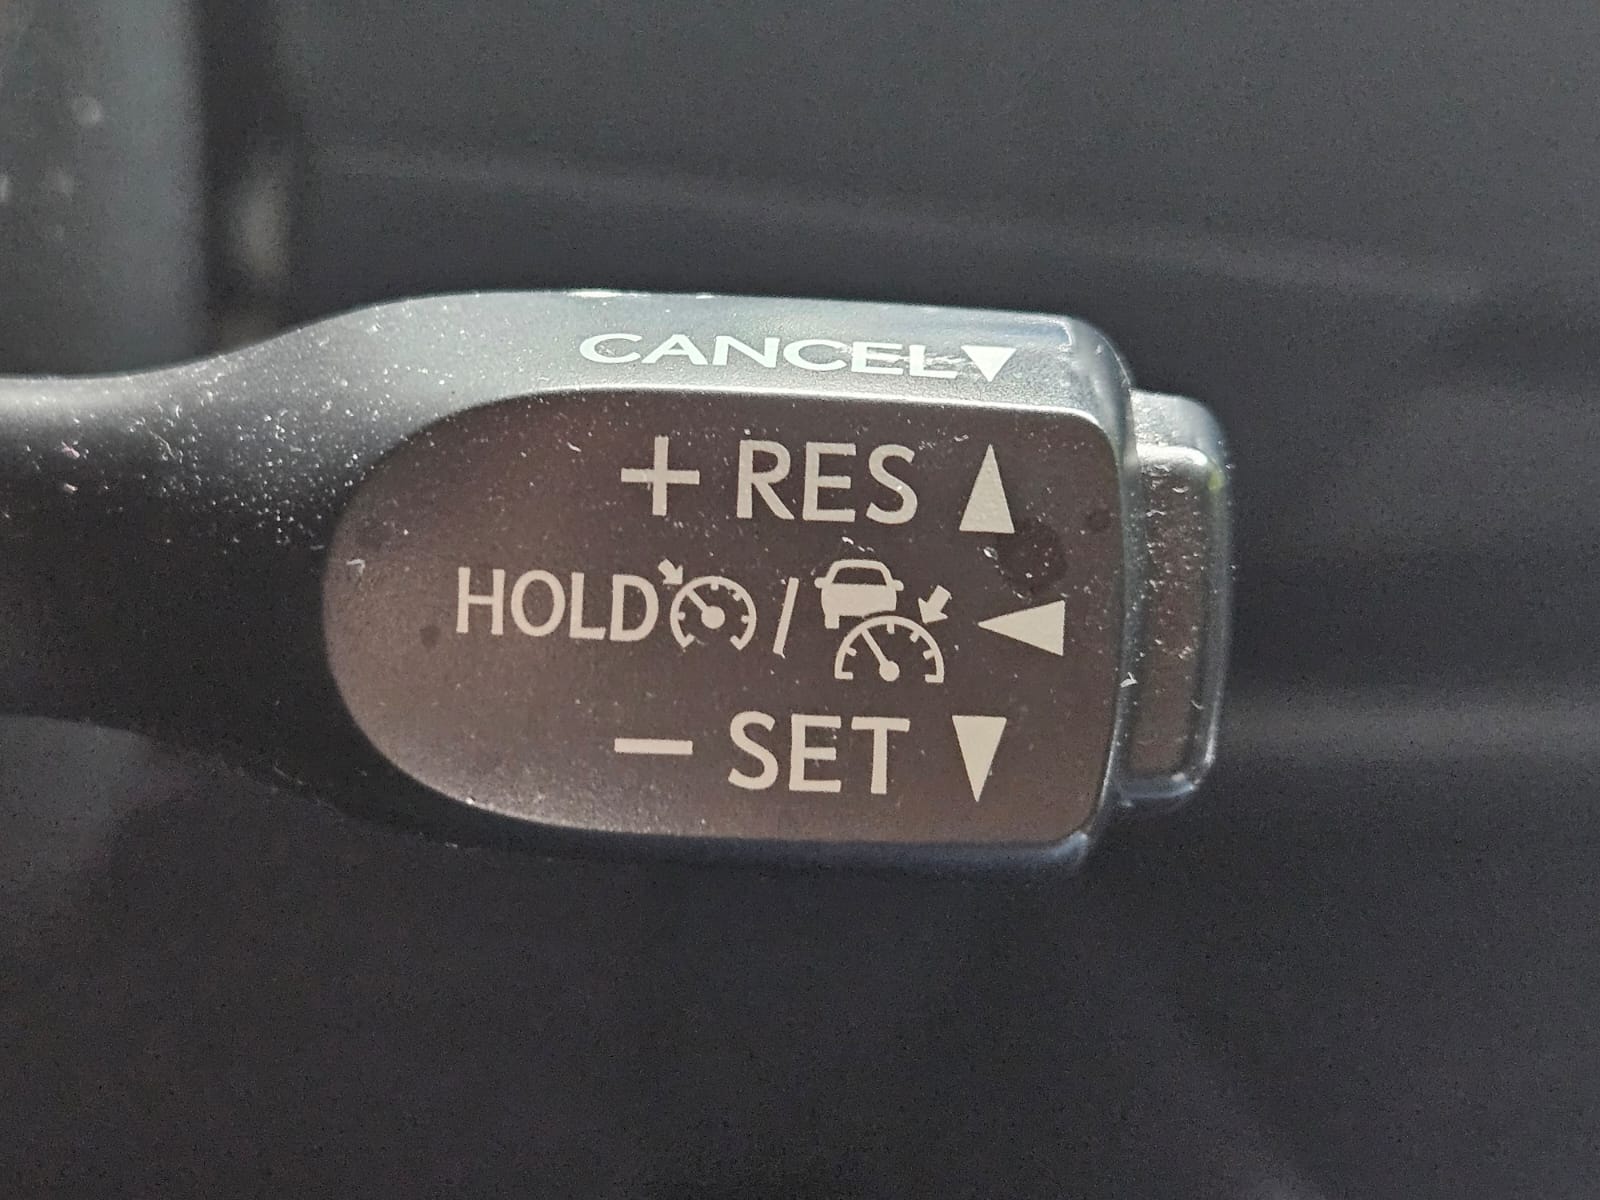 CANCEL▼
+ RES ▲
HOLD / ◀
− SET ▼